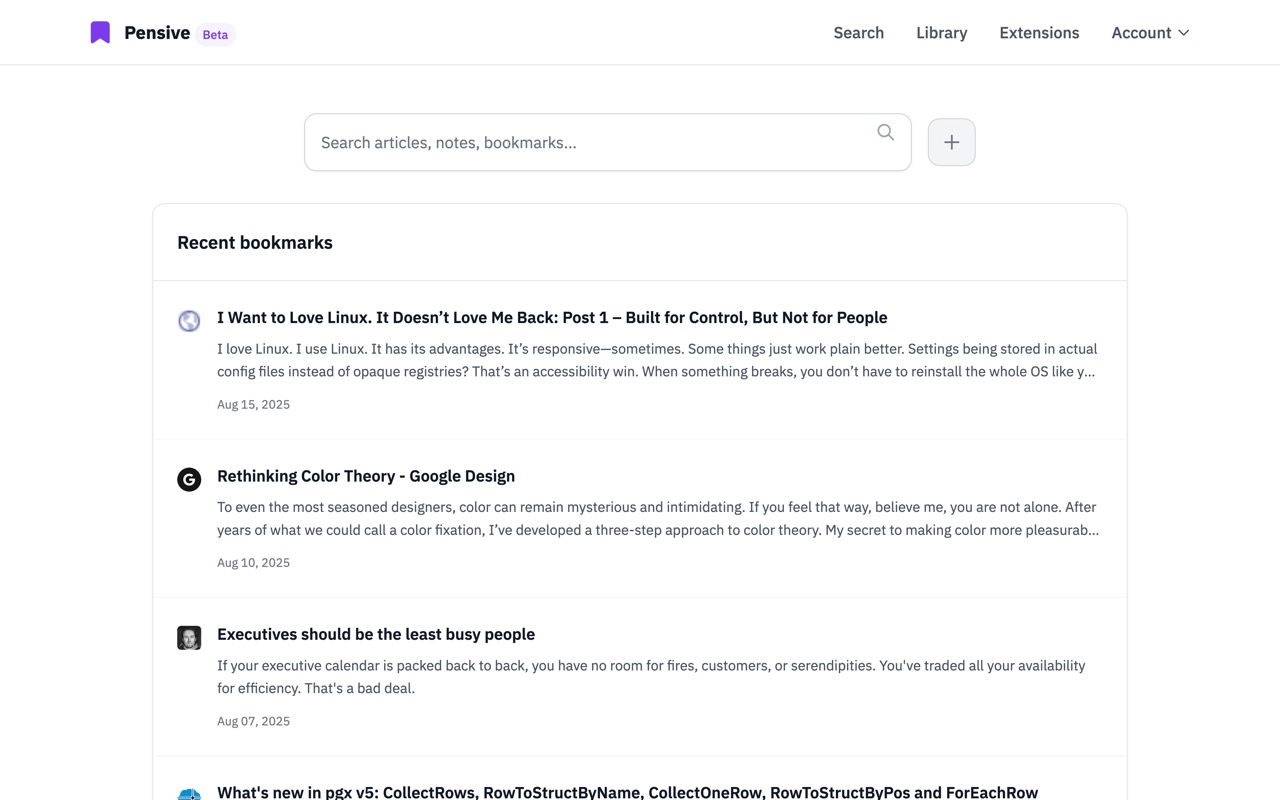 Pensive Beta Search Library Extensions Account
Search articles, notes, bookmarks...
Recent bookmarks
I Want to Love Linux. It Doesn’t Love Me Back: Post 1 – Built for Control, But Not for People
I love Linux. I use Linux. It has its advantages. It’s responsive—sometimes. Some things just work plain better. Settings being stored in actual
config files instead of opaque registries? That’s an accessibility win. When something breaks, you don’t have to reinstall the whole OS like y...
Aug 15, 2025
Rethinking Color Theory - Google Design
To even the most seasoned designers, color can remain mysterious and intimidating. If you feel that way, believe me, you are not alone. After
years of what we could call a color fixation, I’ve developed a three-step approach to color theory. My secret to making color more pleasurab...
Aug 10, 2025
Executives should be the least busy people
If your executive calendar is packed back to back, you have no room for fires, customers, or serendipities. You've traded all your availability
for efficiency. That's a bad deal.
Aug 07, 2025
What's new in pgx v5: CollectRows, RowToStructByName, CollectOneRow, RowToStructByPos and ForEachRow